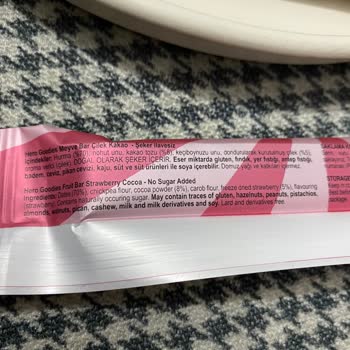 Hero Goodies Meyve Bar Çilek Kakao - Şeker İlavesiz
İçindekiler: Hurma (%70), nohut unu, kakao tozu (%8), keçiboynuzu unu, dondurularak kurutulmuş çilek (%5),
aroma verici (çilek). DOĞAL OLARAK ŞEKER İÇERİR. Eser miktarda gluten, fındık, yer fıstığı, antep fıstığı,
badem, ceviz, pikan cevizi, kaju, süt ve süt ürünleri ile soya içerebilir. Domuz yağı ve katkıları içermez.
Hero Goodies Fruit Bar Strawberry Cocoa - No Sugar Added
Ingredients: Dates (70%), chickpea flour, cocoa powder (8%), carob flour, freeze dried strawberry (5%), flavouring
(strawberry). Contains naturally occuring sugar. May contain traces of gluten, hazelnuts, peanuts, pistachios,
almonds, walnuts, pican, cashew, milk and milk derivatives and soy. Lard and derivatives free.
STORAGE